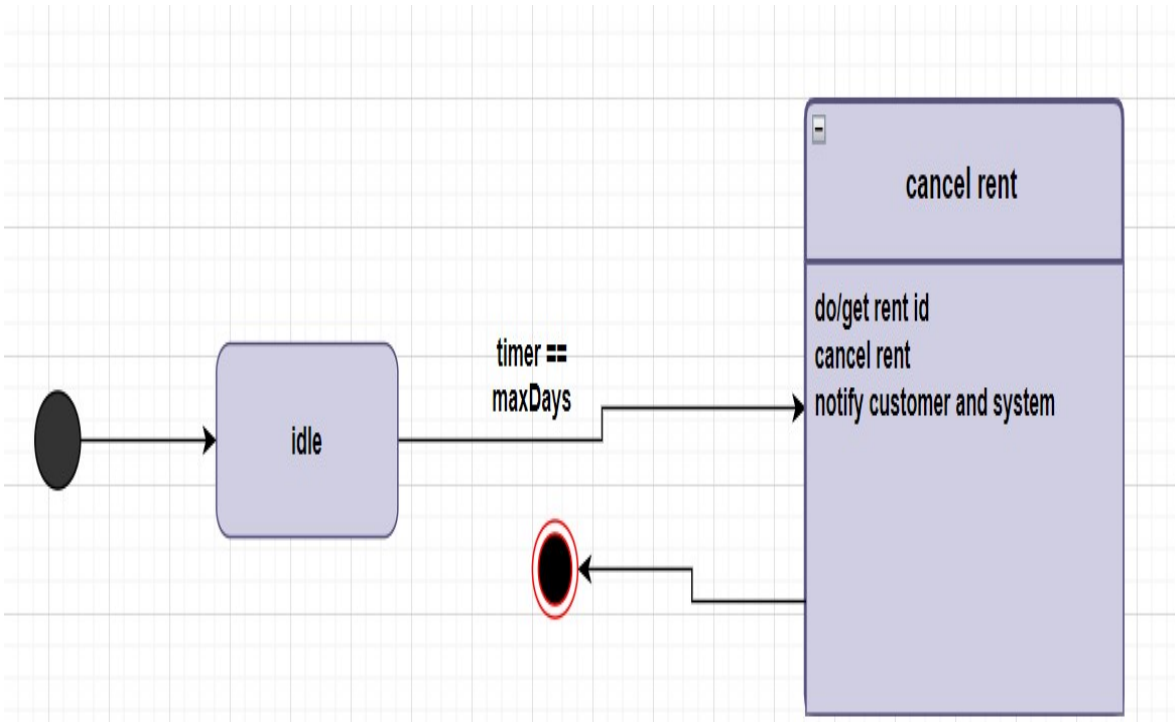 cancel rent
do/get rent id
cancel rent
notify customer and system
timer ==
maxDays
idle